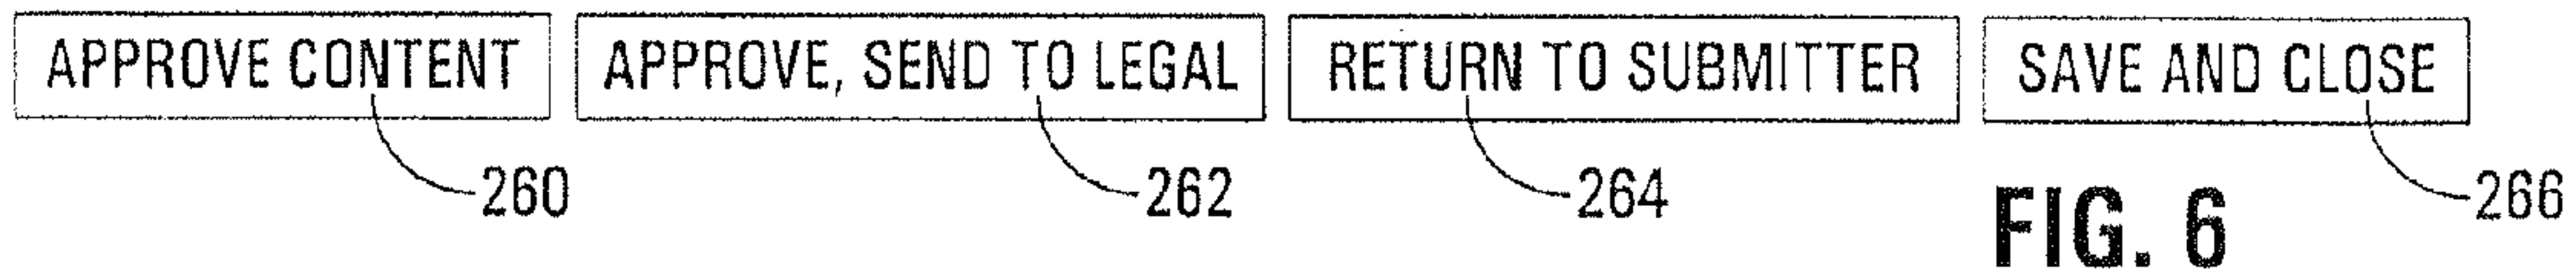 APPROVE CONTENT
APPROVE, SEND TO LEGAL
RETURN TO SUBMITTER
SAVE AND CLOSE
260
262
264
266
FIG. 6